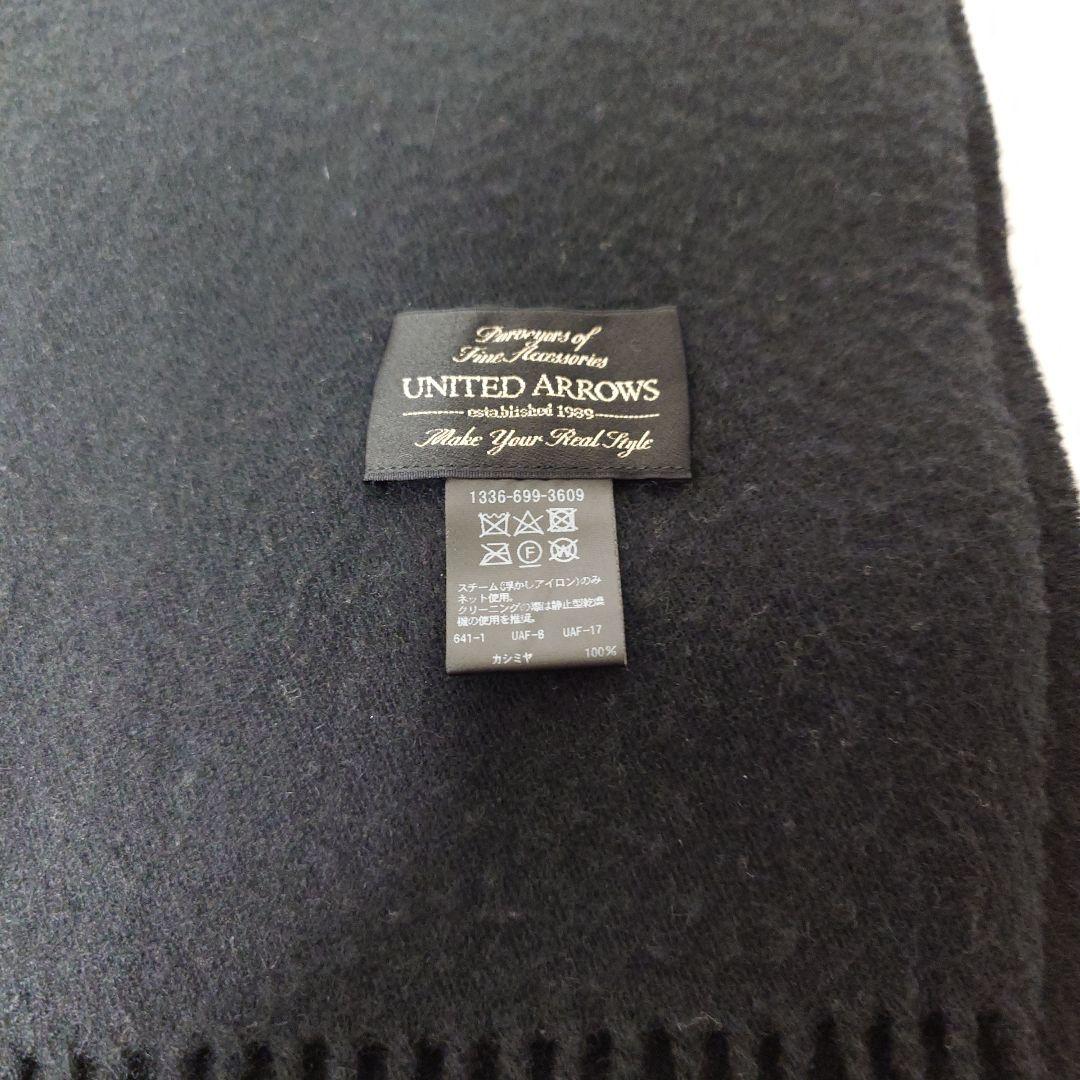 Purveyors of
Fine Accessories
UNITED ARROWS
established 1989
Make Your Real Style
1336-699-3609
F W
スチーム(浮かしアイロン)のみ
ネット使用。
クリーニングの際は静止型乾燥
機の使用を推奨。
641-1 UAF-8 UAF-17
カシミヤ 100%